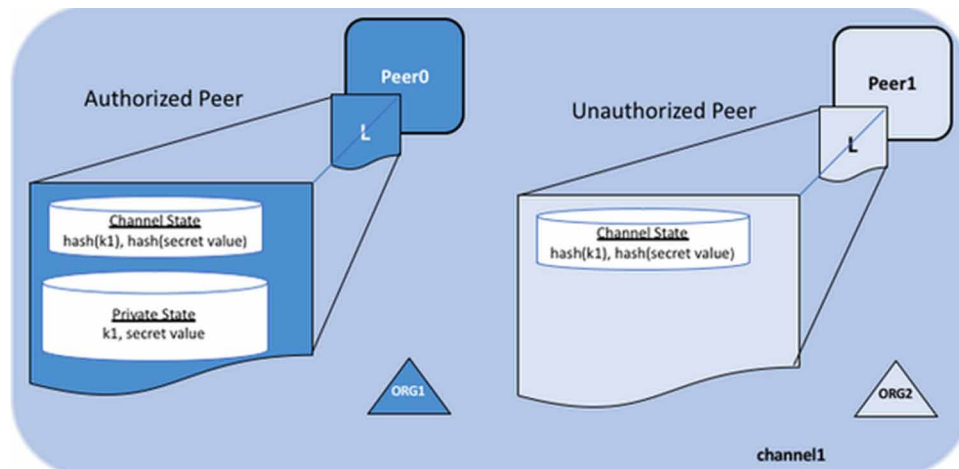 Peer0
Authorized Peer
L
Channel State
hash(k1), hash(secret value)
Private State
k1, secret value
ORG1
Peer1
Unauthorized Peer
L
Channel State
hash(k1), hash(secret value)
ORG2
channel1